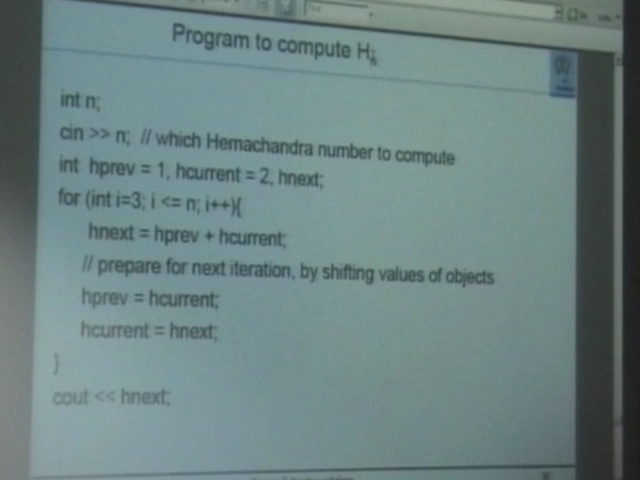 Program to compute Hn
int n;
cin >> n; // which Hemachandra number to compute
int hprev = 1, hcurrent = 2, hnext;
for (int i=3; i <= n; i++){
hnext = hprev + hcurrent;
// prepare for next iteration, by shifting values of objects
hprev = hcurrent;
hcurrent = hnext;
}
cout << hnext;